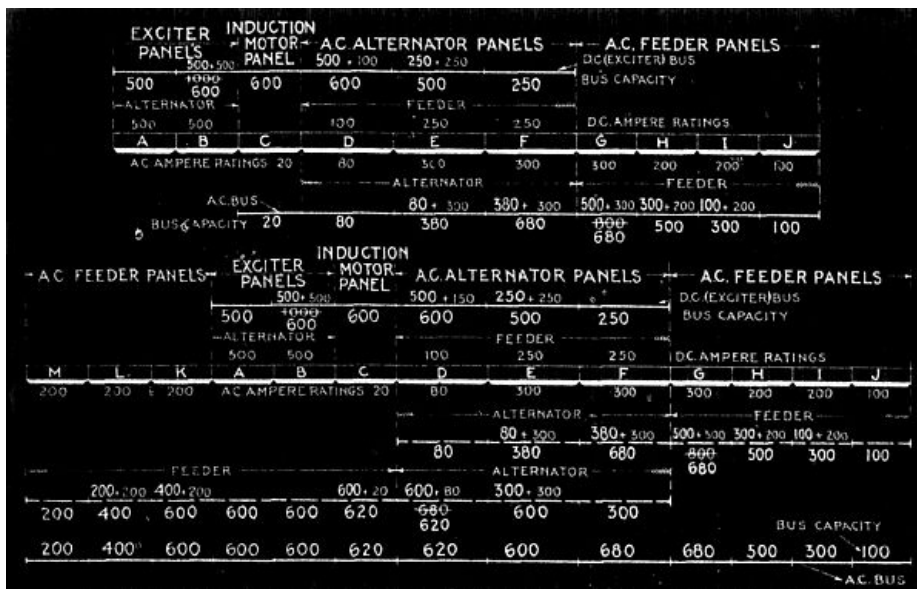 EXCITER PANELS INDUCTION MOTOR PANEL A.C. ALTERNATOR PANELS A.C. FEEDER PANELS
500+500 500+100 250+250 D.C.(EXCITER) BUS
500 1000 600 600 600 500 250 BUS CAPACITY
ALTERNATOR FEEDER
500 500 100 250 250 D.C. AMPERE RATINGS
A B C D E F G H I J
AC AMPERE RATINGS 20 80 300 300 300 200 200 100
ALTERNATOR FEEDER
A.C. BUS 80+300 380+300 500+300 300+200 100+200
BUS CAPACITY 20 80 380 680 800 680 500 300 100
A.C. FEEDER PANELS EXCITER PANELS INDUCTION MOTOR PANEL A.C. ALTERNATOR PANELS A.C. FEEDER PANELS
500+500 500+150 250+250 D.C.(EXCITER) BUS
500 1000 600 600 600 500 250 BUS CAPACITY
ALTERNATOR FEEDER
500 500 100 250 250 DC. AMPERE RATINGS
M L K A B C D E F G H I J
200 200 200 AC AMPERE RATINGS 20 80 300 300 300 200 200 100
ALTERNATOR FEEDER
80+300 380+300 500+500 300+200 100+200
80 380 680 800 680 500 300 100
FEEDER ALTERNATOR
200+200 400+200 600+20 600+80 300+300
200 400 600 600 600 620 680 620 600 300
BUS CAPACITY
200 400 600 600 600 620 620 600 680 680 500 300 100
A.C. BUS